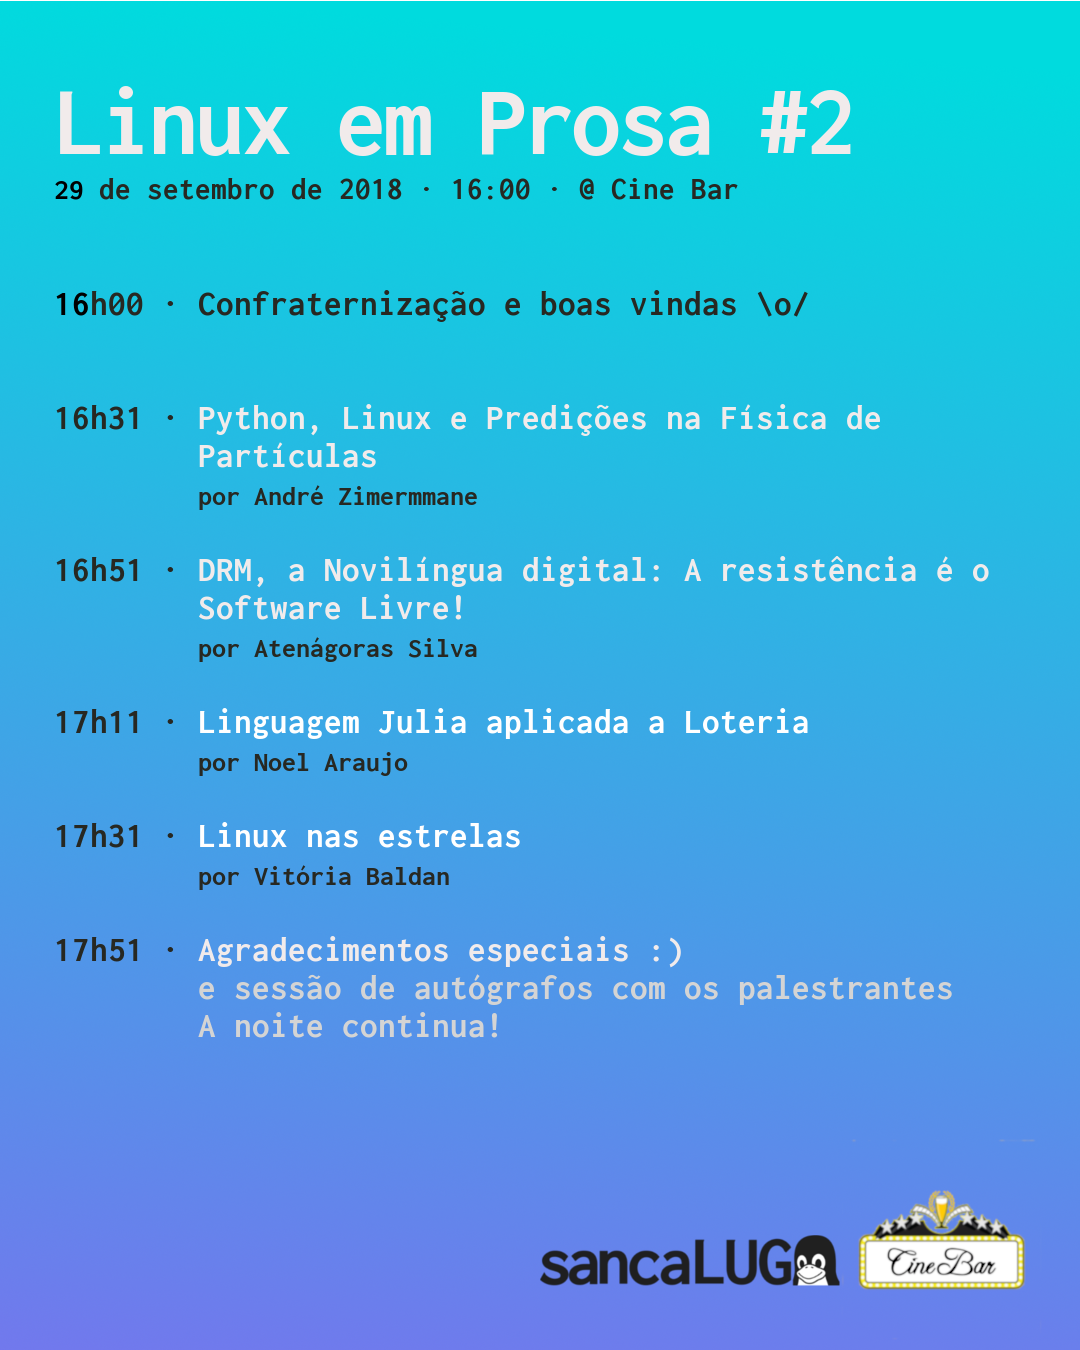 Linux em Prosa #2
29 de setembro de 2018 · 16:00 · @ Cine Bar
16h00 · Confraternização e boas vindas \o/
16h31 · Python, Linux e Predições na Física de
Partículas
por André Zimermmane
16h51 · DRM, a Novilíngua digital: A resistência é o
Software Livre!
por Atenágoras Silva
17h11 · Linguagem Julia aplicada a Loteria
por Noel Araujo
17h31 · Linux nas estrelas
por Vitória Baldan
17h51 · Agradecimentos especiais :)
e sessão de autógrafos com os palestrantes
A noite continua!
sancaLUG
Cine Bar